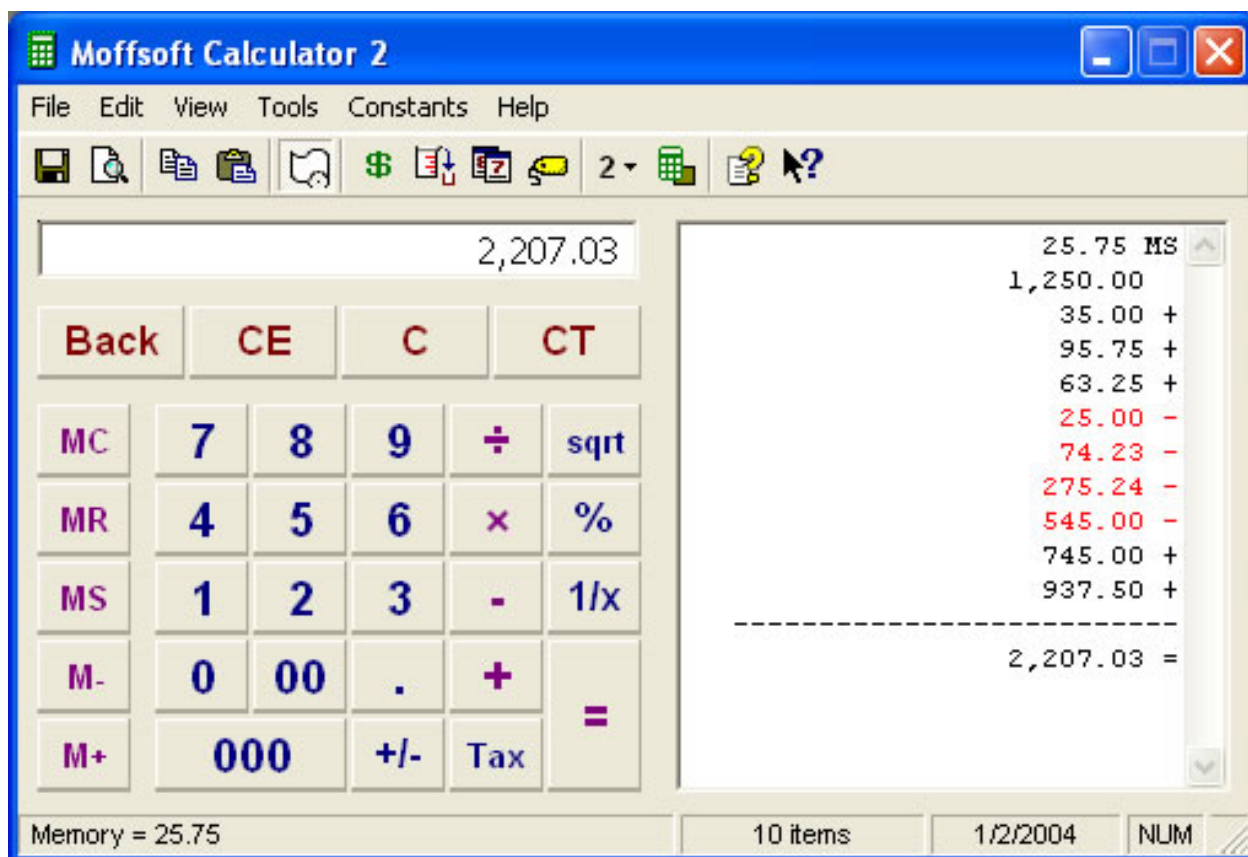 Moffsoft Calculator 2
File Edit View Tools Constants Help
2
2,207.03
Back CE C CT
MC 7 8 9 ÷ sqrt
MR 4 5 6 × %
MS 1 2 3 - 1/x
M- 0 00 . + =
M+ 000 +/- Tax
25.75 MS
1,250.00
35.00 +
95.75 +
63.25 +
25.00 -
74.23 -
275.24 -
545.00 -
745.00 +
937.50 +
--------------------------
2,207.03 =
Memory = 25.75 10 items 1/2/2004 NUM